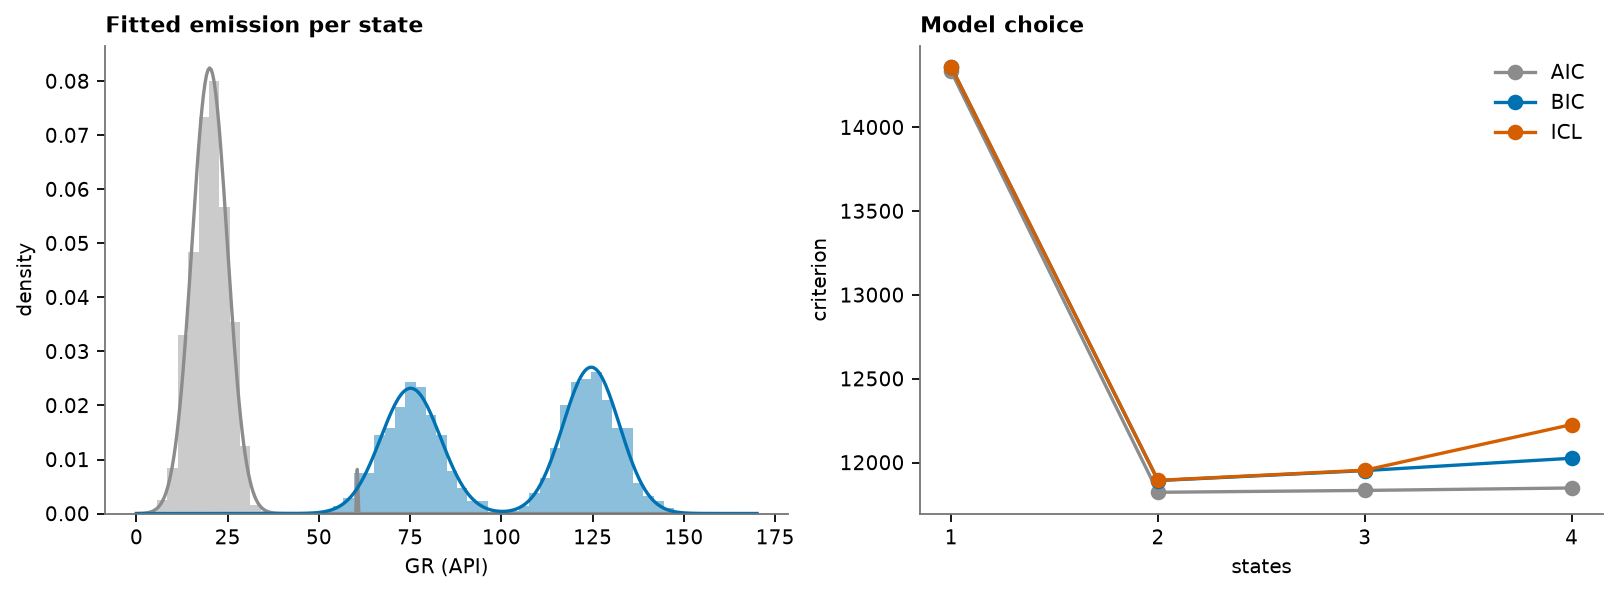 Fitted emission per state
0.08
0.07
0.06
0.05
0.04
0.03
0.02
0.01
0.00
density
0
25
50
75
100
125
150
175
GR (API)
Model choice
AIC
BIC
ICL
14000
13500
13000
12500
12000
criterion
1
2
3
4
states